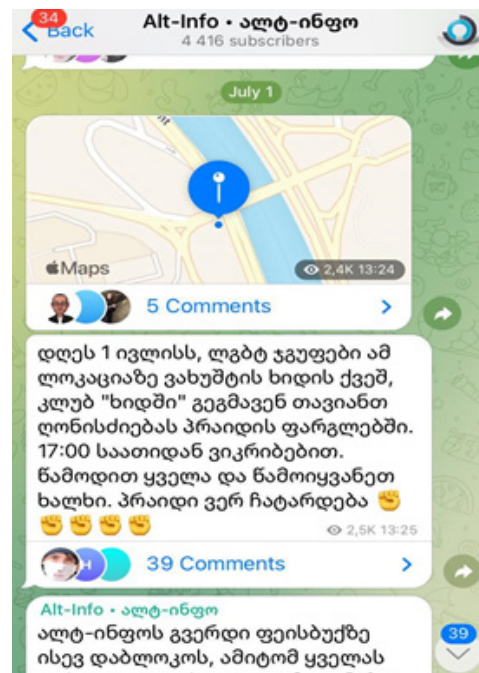 34
Back
Alt-Info • ალტ-ინფო
4 416 subscribers
July 1
Maps
2,4K 13:24
5 Comments
დღეს 1 ივლისს, ლგბტ ჯგუფები ამ
ლოკაციაზე ვახუშტის ხიდის ქვეშ,
კლუბ "ხიდში" გეგმავენ თავიანთ
ღონისძიებას პრაიდის ფარგლებში.
17:00 საათიდან ვიკრიბებით.
წამოდით ყველა და წამოიყვანეთ
ხალხი. პრაიდი ვერ ჩატარდება ✊
✊✊✊✊
2,5K 13:25
H
39 Comments
Alt-Info • ალტ-ინფო
ალტ-ინფოს გვერდი ფეისბუქზე
39
ისევ დაბლოკოს, ამიტომ ყველას